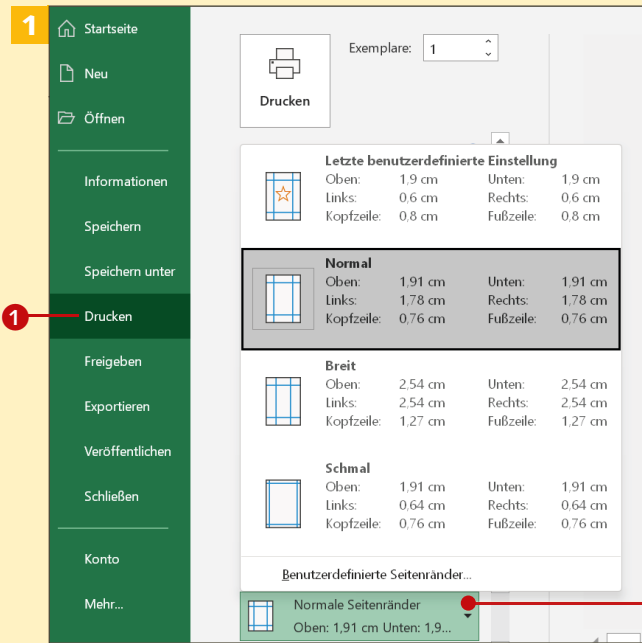 1
Startseite
Neu
Öffnen
Informationen
Speichern
Speichern unter
1
Drucken
Freigeben
Exportieren
Veröffentlichen
Schließen
Konto
Mehr...
Drucken
Exemplare: 1
Letzte benutzerdefinierte Einstellung
Oben: 1,9 cm Unten: 1,9 cm
Links: 0,6 cm Rechts: 0,6 cm
Kopfzeile: 0,8 cm Fußzeile: 0,8 cm
Normal
Oben: 1,91 cm Unten: 1,91 cm
Links: 1,78 cm Rechts: 1,78 cm
Kopfzeile: 0,76 cm Fußzeile: 0,76 cm
Breit
Oben: 2,54 cm Unten: 2,54 cm
Links: 2,54 cm Rechts: 2,54 cm
Kopfzeile: 1,27 cm Fußzeile: 1,27 cm
Schmal
Oben: 1,91 cm Unten: 1,91 cm
Links: 0,64 cm Rechts: 0,64 cm
Kopfzeile: 0,76 cm Fußzeile: 0,76 cm
Benutzerdefinierte Seitenränder...
Normale Seitenränder
Oben: 1,91 cm Unten: 1,9...